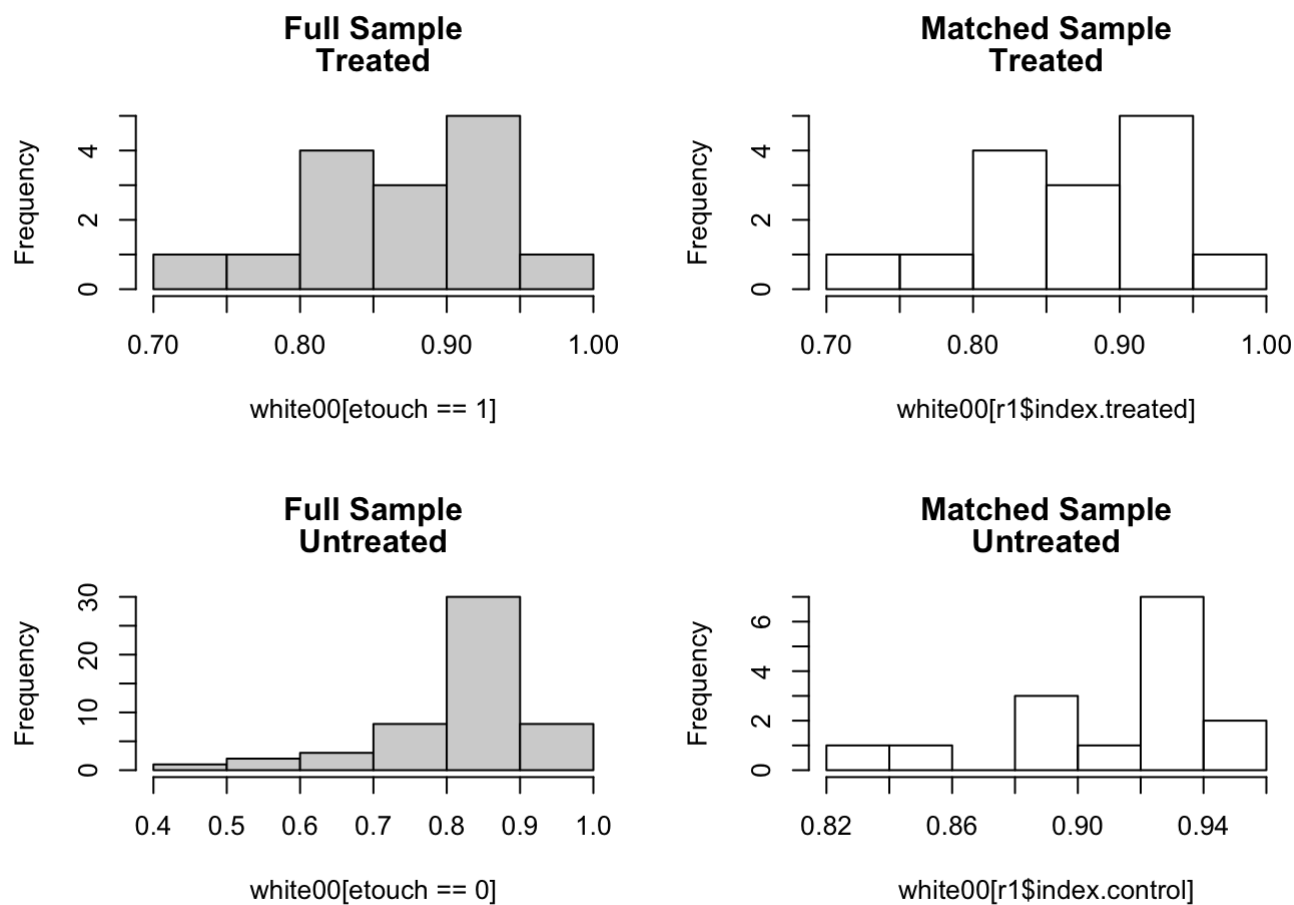 Full Sample
Treated
Frequency
0
2
4
0.70 0.80 0.90 1.00
white00[etouch == 1]
Matched Sample
Treated
Frequency
0
2
4
0.70 0.80 0.90 1.00
white00[r1$index.treated]
Full Sample
Untreated
Frequency
0
10
20
30
0.4 0.5 0.6 0.7 0.8 0.9 1.0
white00[etouch == 0]
Matched Sample
Untreated
Frequency
0
2
4
6
0.82 0.86 0.90 0.94
white00[r1$index.control]